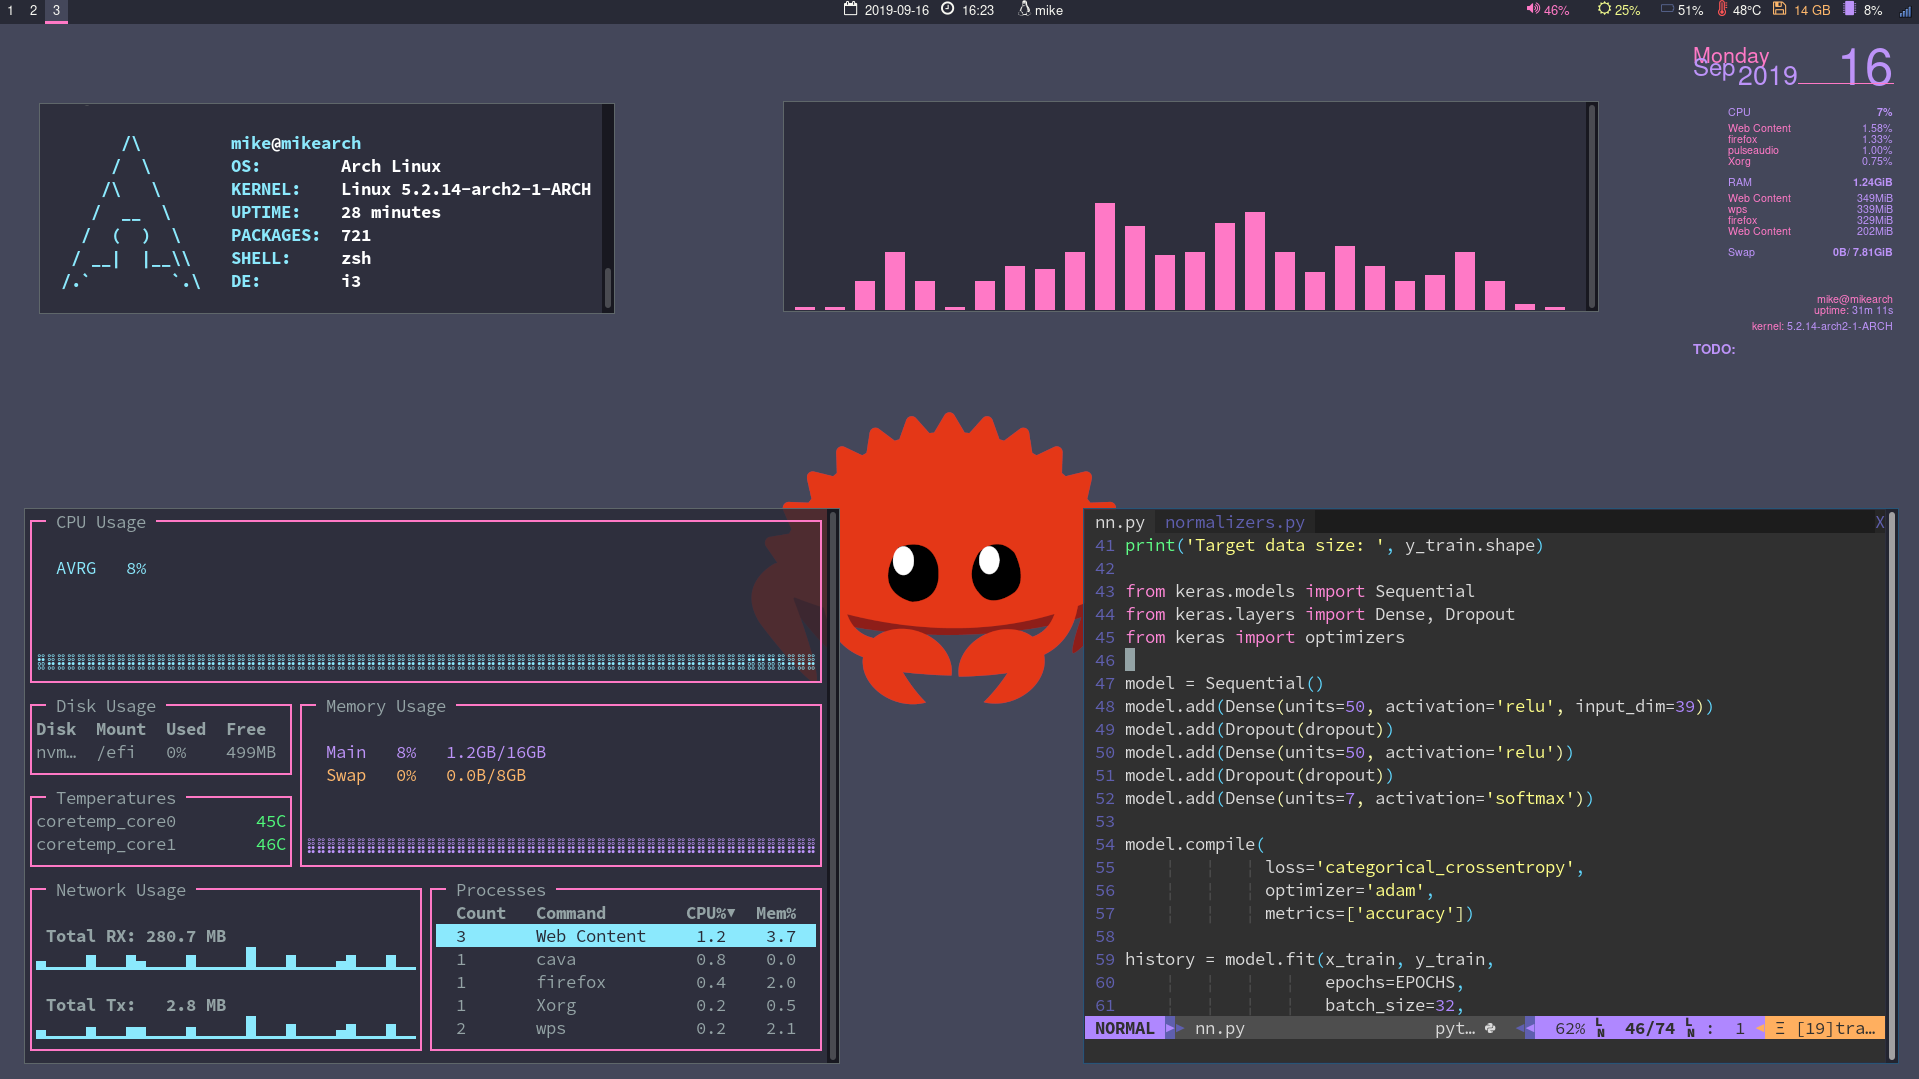 1 2 3
2019-09-16 16:23 mike
46% 25% 51% 48°C 14 GB 8%
Monday
Sep 2019 16
CPU 7%
Web Content 1.58%
firefox 1.33%
pulseaudio 1.00%
Xorg 0.75%
RAM 1.24GiB
Web Content 349MiB
wps 339MiB
firefox 329MiB
Web Content 202MiB
Swap 0B/ 7.81GiB
mike@mikearch
uptime: 31m 11s
kernel: 5.2.14-arch2-1-ARCH
TODO:
mike@mikearch
OS: Arch Linux
KERNEL: Linux 5.2.14-arch2-1-ARCH
UPTIME: 28 minutes
PACKAGES: 721
SHELL: zsh
DE: i3
CPU Usage
AVRG 8%
Disk Usage
Disk Mount Used Free
nvm… /efi 0% 499MB
Temperatures
coretemp_core0 45C
coretemp_core1 46C
Memory Usage
Main 8% 1.2GB/16GB
Swap 0% 0.0B/8GB
Network Usage
Total RX: 280.7 MB
Total Tx: 2.8 MB
Processes
Count Command CPU%▼ Mem%
3 Web Content 1.2 3.7
1 cava 0.8 0.0
1 firefox 0.4 2.0
1 Xorg 0.2 0.5
2 wps 0.2 2.1
nn.py normalizers.py X
41 print('Target data size: ', y_train.shape)
42
43 from keras.models import Sequential
44 from keras.layers import Dense, Dropout
45 from keras import optimizers
46
47 model = Sequential()
48 model.add(Dense(units=50, activation='relu', input_dim=39))
49 model.add(Dropout(dropout))
50 model.add(Dense(units=50, activation='relu'))
51 model.add(Dropout(dropout))
52 model.add(Dense(units=7, activation='softmax'))
53
54 model.compile(
55 loss='categorical_crossentropy',
56 optimizer='adam',
57 metrics=['accuracy'])
58
59 history = model.fit(x_train, y_train,
60 epochs=EPOCHS,
61 batch_size=32,
NORMAL nn.py pyt… 62% LN 46/74 LN : 1 Ξ [19]tra…